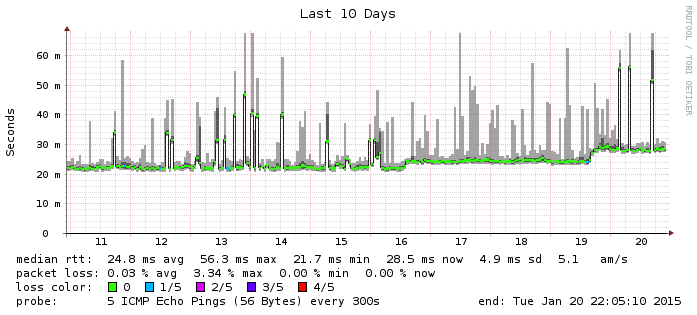 Last 10 Days
RRDTOOL / TOBI OETIKER
Seconds
60 m
50 m
40 m
30 m
20 m
10 m
0
11 12 13 14 15 16 17 18 19 20
median rtt: 24.8 ms avg 56.3 ms max 21.7 ms min 28.5 ms now 4.9 ms sd 5.1 am/s
packet loss: 0.03 % avg 3.34 % max 0.00 % min 0.00 % now
loss color: 0 1/5 2/5 3/5 4/5
probe: 5 ICMP Echo Pings (56 Bytes) every 300s end: Tue Jan 20 22:05:10 2015